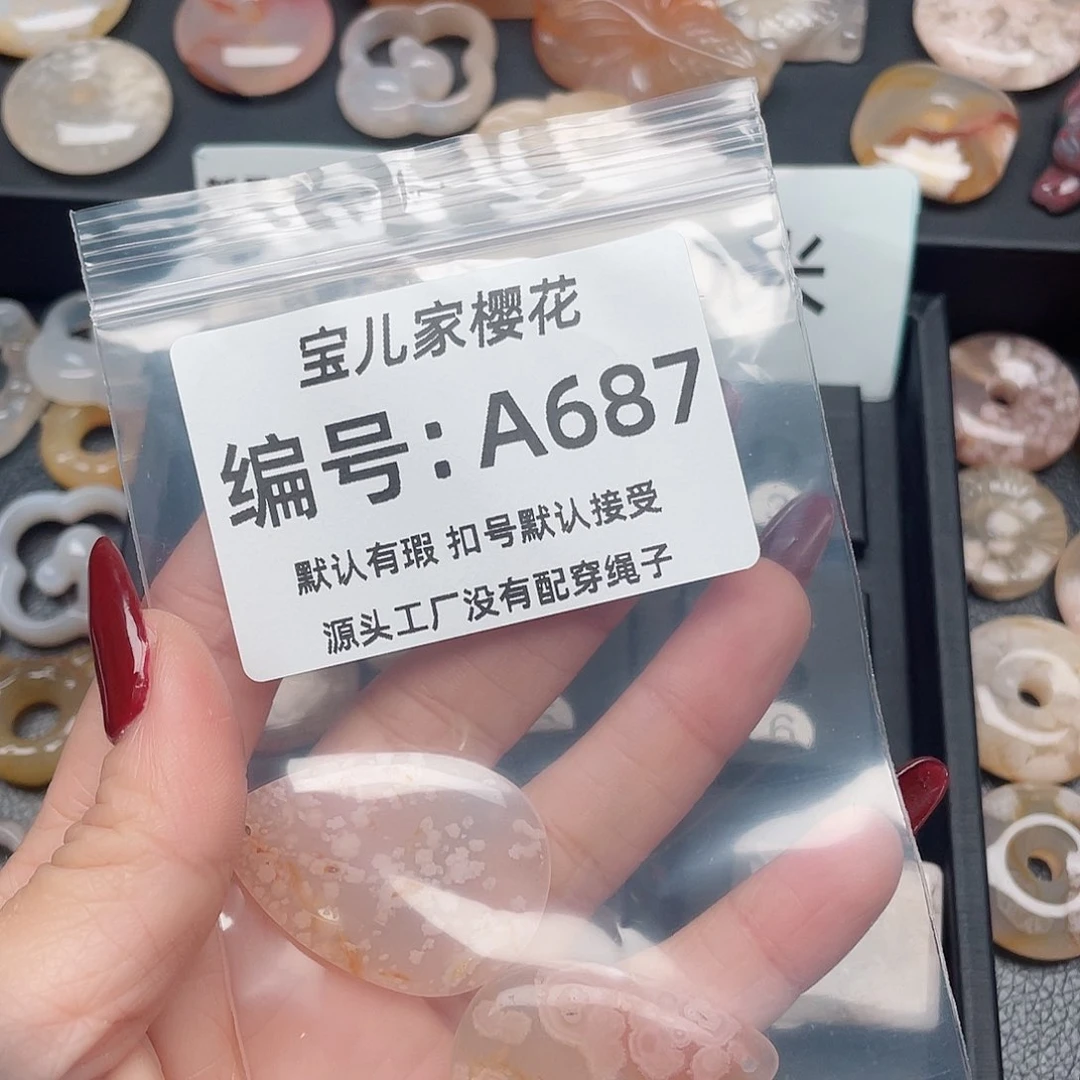 宝儿家樱花
编号:A687
默认有瑕 扣号默认接受
源头工厂没有配穿绳子